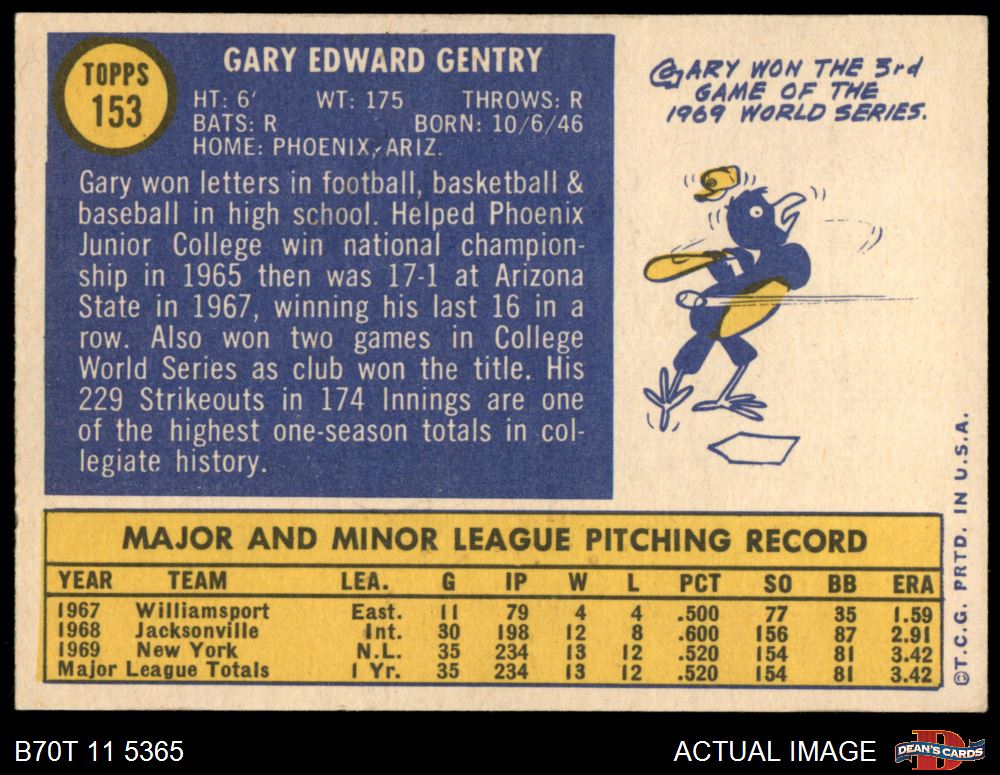 TOPPS
153
GARY EDWARD GENTRY
HT: 6' WT: 175 THROWS: R
BATS: R BORN: 10/6/46
HOME: PHOENIX, ARIZ.
Gary won letters in football, basketball &
baseball in high school. Helped Phoenix
Junior College win national champion-
ship in 1965 then was 17-1 at Arizona
State in 1967, winning his last 16 in a
row. Also won two games in College
World Series as club won the title. His
229 Strikeouts in 174 Innings are one
of the highest one-season totals in col-
legiate history.
GARY WON THE 3rd
GAME OF THE
1969 WORLD SERIES.
MAJOR AND MINOR LEAGUE PITCHING RECORD
YEAR TEAM LEA. G IP W L PCT SO BB ERA
1967 Williamsport East. 11 79 4 4 .500 77 35 1.59
1968 Jacksonville Int. 30 198 12 8 .600 156 87 2.91
1969 New York N.L. 35 234 13 12 .520 154 81 3.42
Major League Totals 1 Yr. 35 234 13 12 .520 154 81 3.42
©T.C.G. PRTD. IN U.S.A.
B70T 11 5365
ACTUAL IMAGE
D
DEAN'S CARDS